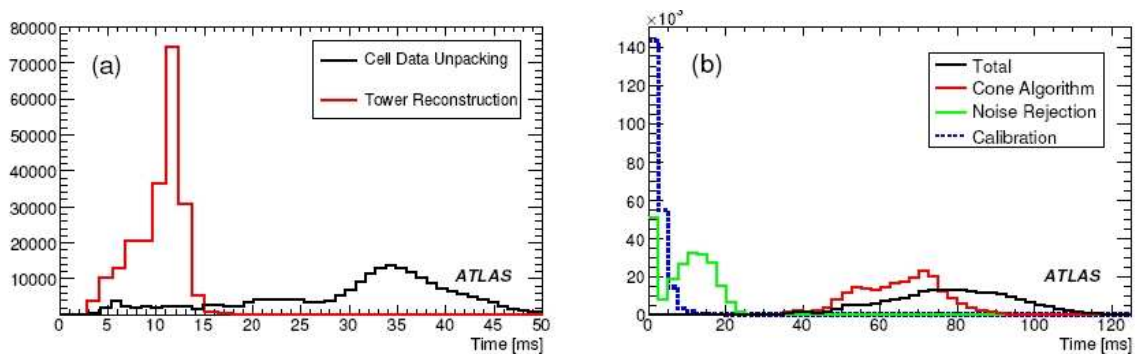 (a)
Cell Data Unpacking
Tower Reconstruction
ATLAS
80000
70000
60000
50000
40000
30000
20000
10000
0 5 10 15 20 25 30 35 40 45 50
Time [ms]
×10³
(b)
Total
Cone Algorithm
Noise Rejection
Calibration
ATLAS
140
120
100
80
60
40
20
0
0 20 40 60 80 100 120
Time [ms]